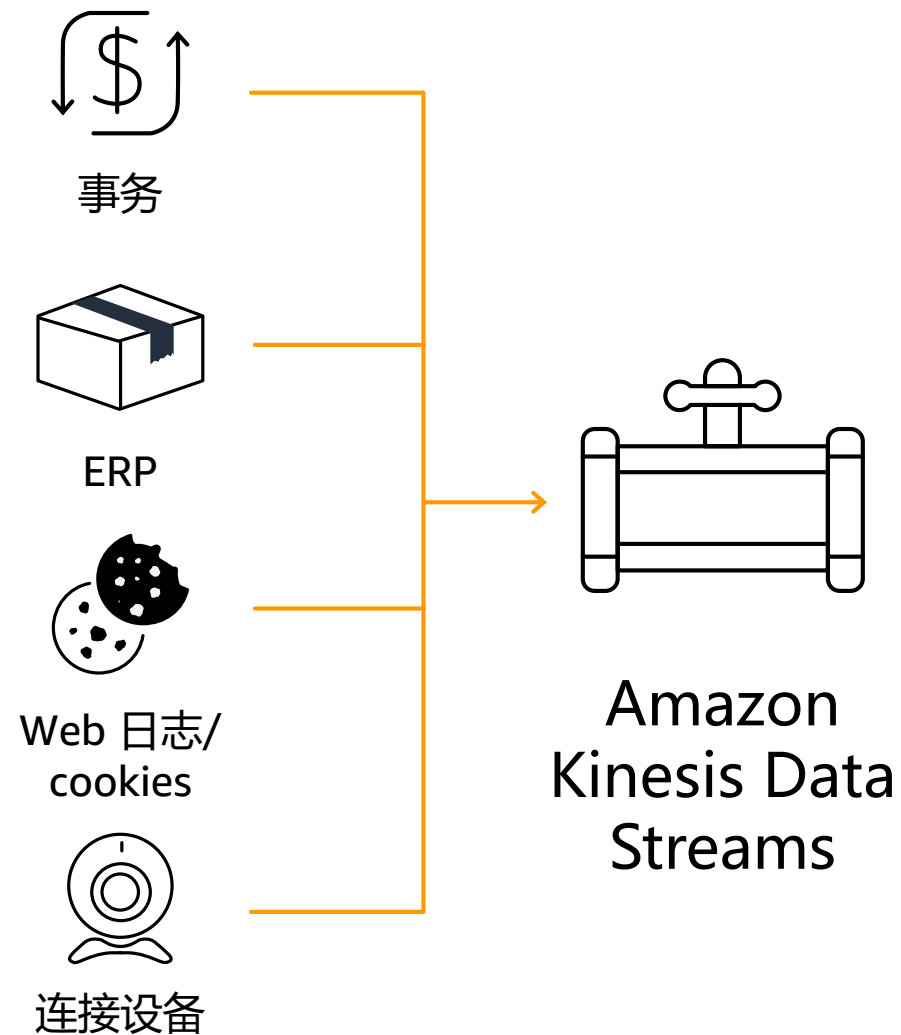 事务
ERP
Web 日志/
cookies
连接设备
Amazon
Kinesis Data
Streams